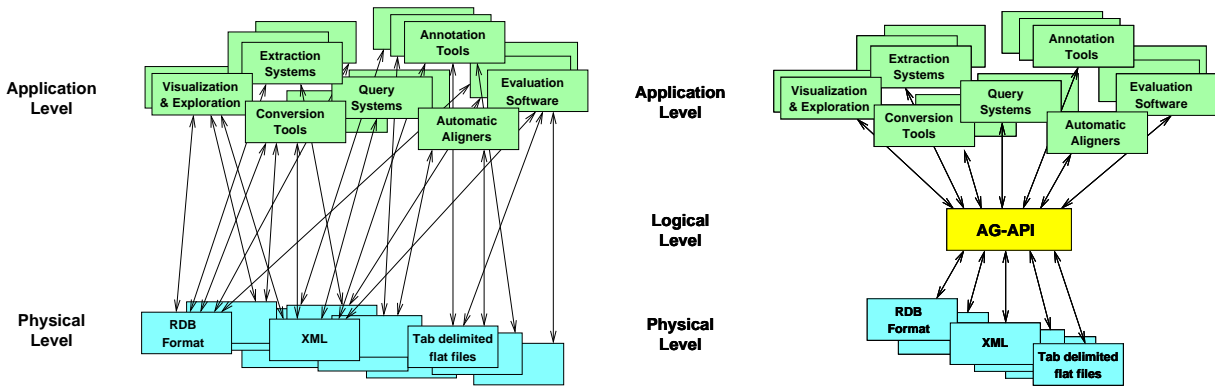 Application
Level
Physical
Level
Annotation
Tools
Extraction
Systems
Visualization
& Exploration
Query
Systems
Evaluation
Software
Conversion
Tools
Automatic
Aligners
RDB
Format
XML
Tab delimited
flat files
Application
Level
Logical
Level
Physical
Level
Annotation
Tools
Extraction
Systems
Visualization
& Exploration
Query
Systems
Evaluation
Software
Conversion
Tools
Automatic
Aligners
AG-API
RDB
Format
XML
Tab delimited
flat files